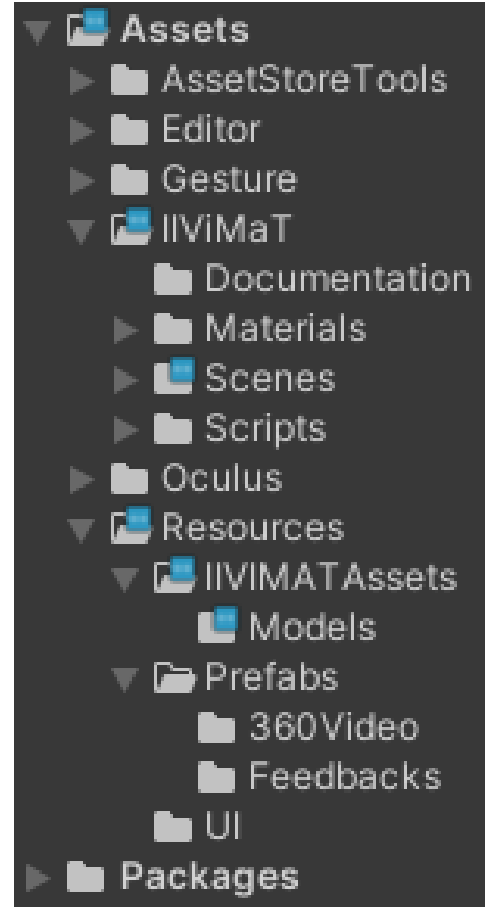 Assets
AssetStoreTools
Editor
Gesture
IIViMaT
Documentation
Materials
Scenes
Scripts
Oculus
Resources
IIVIMATAssets
Models
Prefabs
360Video
Feedbacks
UI
Packages